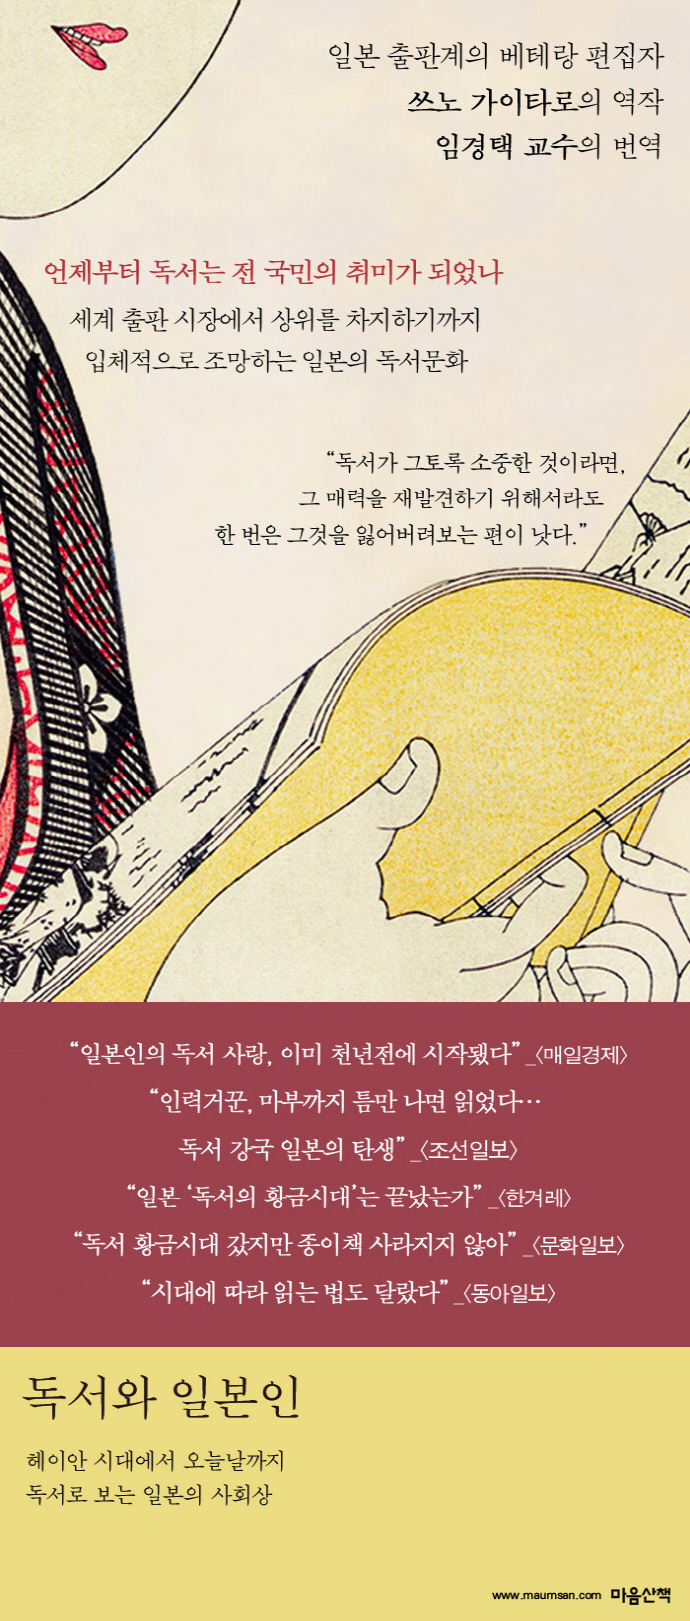 일본 출판계의 베테랑 편집자
쓰노 가이타로의 역작
임경택 교수의 번역
언제부터 독서는 전 국민의 취미가 되었나
세계 출판 시장에서 상위를 차지하기까지
입체적으로 조망하는 일본의 독서문화
“독서가 그토록 소중한 것이라면,
그 매력을 재발견하기 위해서라도
한 번은 그것을 잃어버려보는 편이 낫다.”
“일본인의 독서 사랑, 이미 천년전에 시작됐다” _〈매일경제〉
“인력거꾼, 마부까지 틈만 나면 읽었다…
독서 강국 일본의 탄생” _〈조선일보〉
“일본 ‘독서의 황금시대’는 끝났는가” _〈한겨레〉
“독서 황금시대 갔지만 종이책 사라지지 않아” _〈문화일보〉
“시대에 따라 읽는 법도 달랐다” _〈동아일보〉
독서와 일본인
헤이안 시대에서 오늘날까지
독서로 보는 일본의 사회상
www.maumsan.com 마음산책